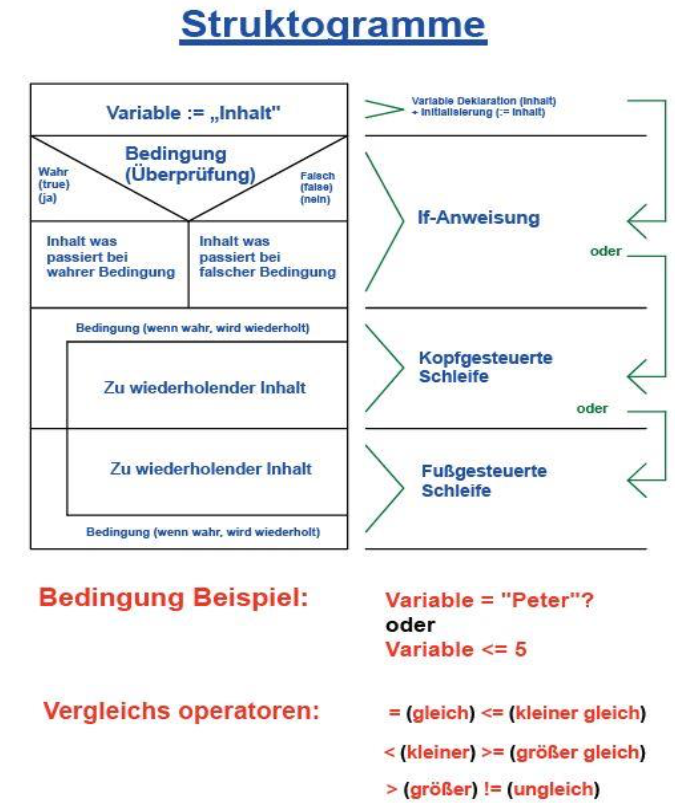 Struktogramme
Variable := „Inhalt"
Variable Deklaration (Inhalt)
+ Initialisierung (:= Inhalt)
Bedingung
(Überprüfung)
Wahr
(true)
(ja)
Falsch
(false)
(nein)
If-Anweisung
Inhalt was
passiert bei
wahrer Bedingung
Inhalt was
passiert bei
falscher Bedingung
oder
Bedingung (wenn wahr, wird wiederholt)
Zu wiederholender Inhalt
Kopfgesteuerte
Schleife
oder
Zu wiederholender Inhalt
Fußgesteuerte
Schleife
Bedingung (wenn wahr, wird wiederholt)
Bedingung Beispiel:
Variable = "Peter"?
oder
Variable <= 5
Vergleichs operatoren:
= (gleich) <= (kleiner gleich)
< (kleiner) >= (größer gleich)
> (größer) != (ungleich)